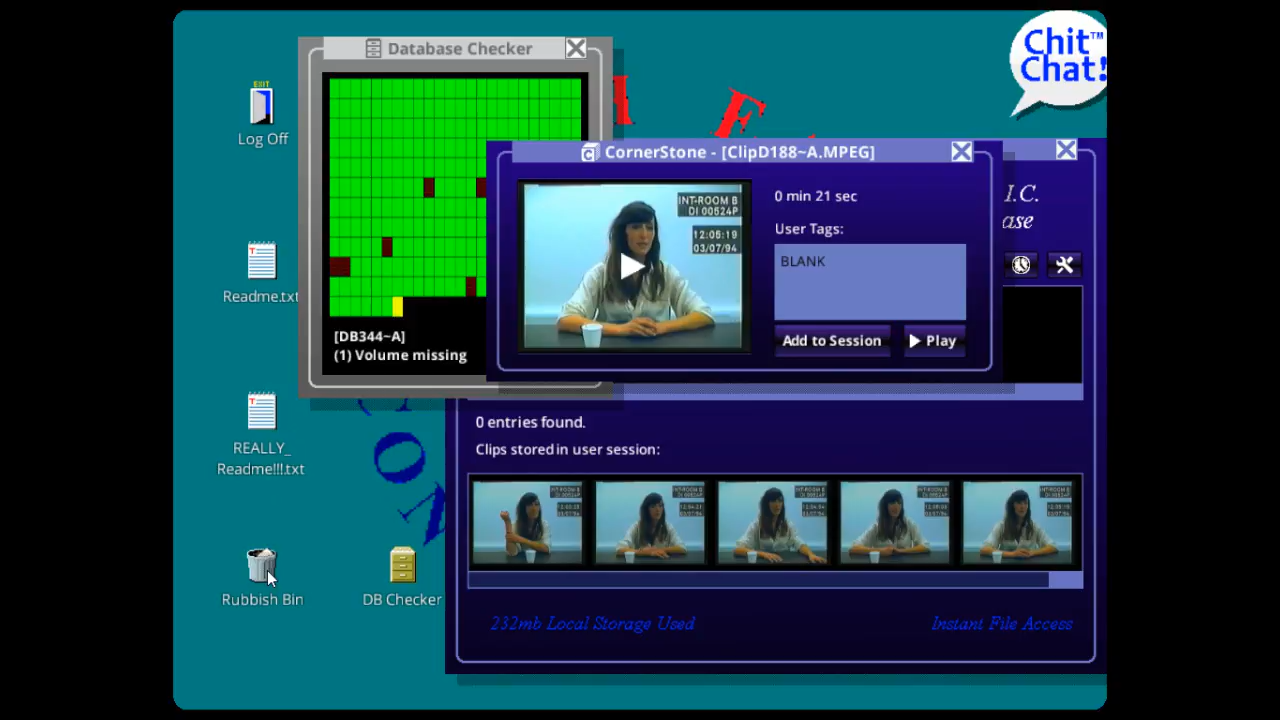 Chit™
Chat!
Database Checker
EXIT
Log Off
CornerStone - [ClipD188~A.MPEG]
INT-ROOM B
DI 00524P
12:05:19
03/07/94
0 min 21 sec
User Tags:
BLANK
I.C.
ase
Readme.txt
[DB344~A]
(1) Volume missing
Add to Session
Play
REALLY_
Readme!!!.txt
0 entries found.
Clips stored in user session:
Rubbish Bin
DB Checker
232mb Local Storage Used
Instant File Access